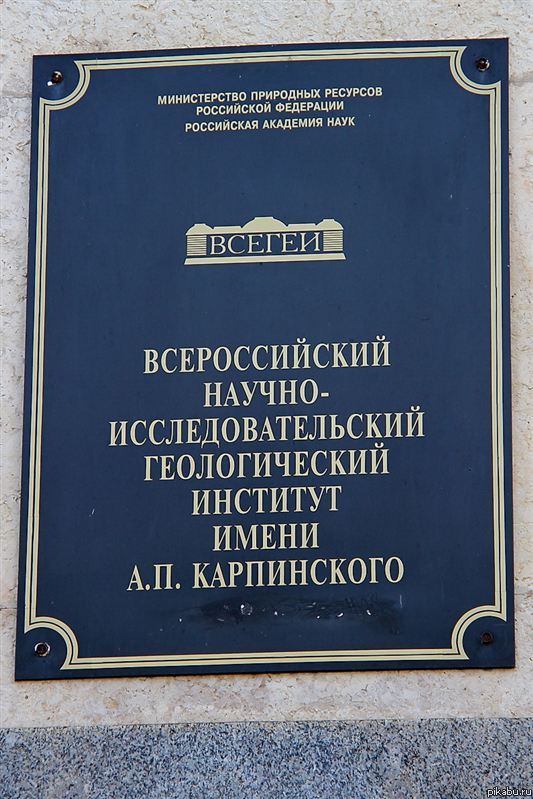 МИНИСТЕРСТВО ПРИРОДНЫХ РЕСУРСОВ
РОССИЙСКОЙ ФЕДЕРАЦИИ
РОССИЙСКАЯ АКАДЕМИЯ НАУК
ВСЕГЕИ
ВСЕРОССИЙСКИЙ
НАУЧНО-
ИССЛЕДОВАТЕЛЬСКИЙ
ГЕОЛОГИЧЕСКИЙ
ИНСТИТУТ
ИМЕНИ
А.П. КАРПИНСКОГО
pikabu.ru